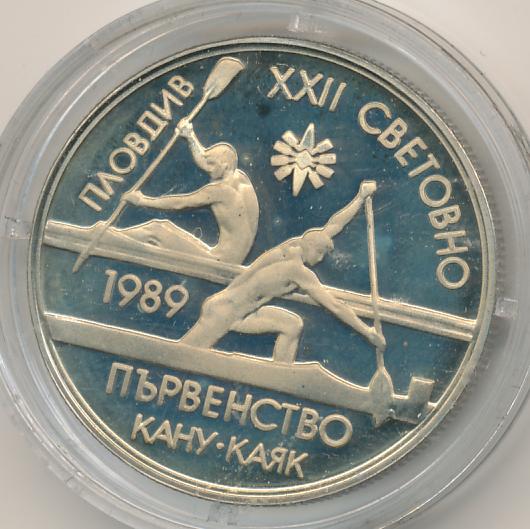 ПЛОВДИВ
XXII СВЕТОВНО
1989
ПЪРВЕНСТВО
КАНУ·КАЯК